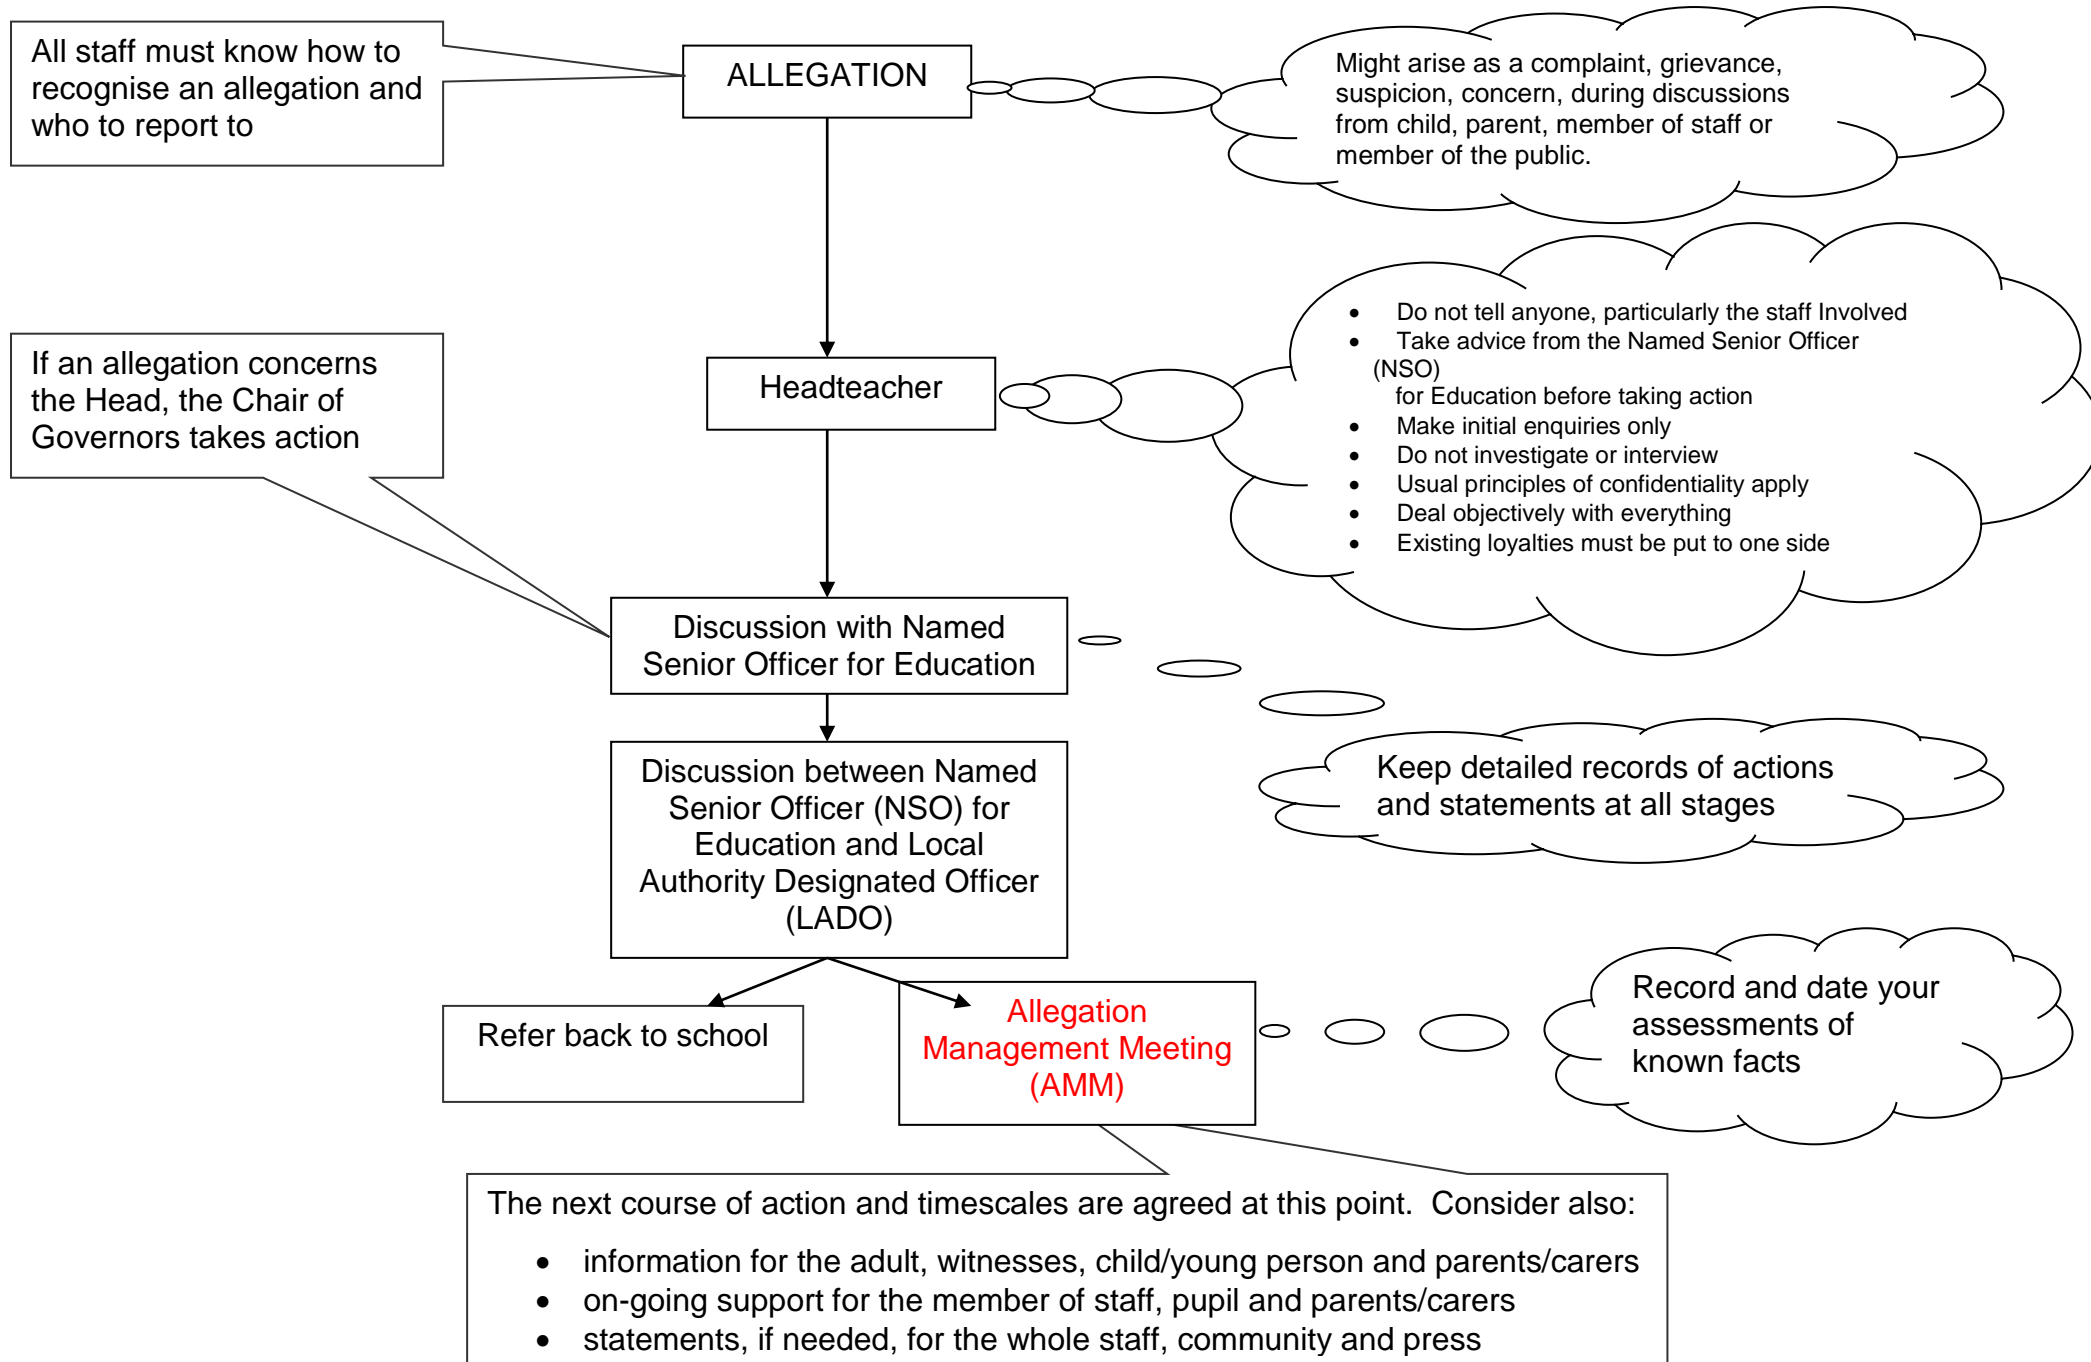 All staff must know how to
recognise an allegation and
who to report to
ALLEGATION
Might arise as a complaint, grievance,
suspicion, concern, during discussions
from child, parent, member of staff or
member of the public.
If an allegation concerns
the Head, the Chair of
Governors takes action
Headteacher
• Do not tell anyone, particularly the staff Involved
• Take advice from the Named Senior Officer
(NSO)
for Education before taking action
• Make initial enquiries only
• Do not investigate or interview
• Usual principles of confidentiality apply
• Deal objectively with everything
• Existing loyalties must be put to one side
Discussion with Named
Senior Officer for Education
Keep detailed records of actions
and statements at all stages
Discussion between Named
Senior Officer (NSO) for
Education and Local
Authority Designated Officer
(LADO)
Refer back to school
Allegation
Management Meeting
(AMM)
Record and date your
assessments of
known facts
The next course of action and timescales are agreed at this point.  Consider also:
• information for the adult, witnesses, child/young person and parents/carers
• on-going support for the member of staff, pupil and parents/carers
• statements, if needed, for the whole staff, community and press